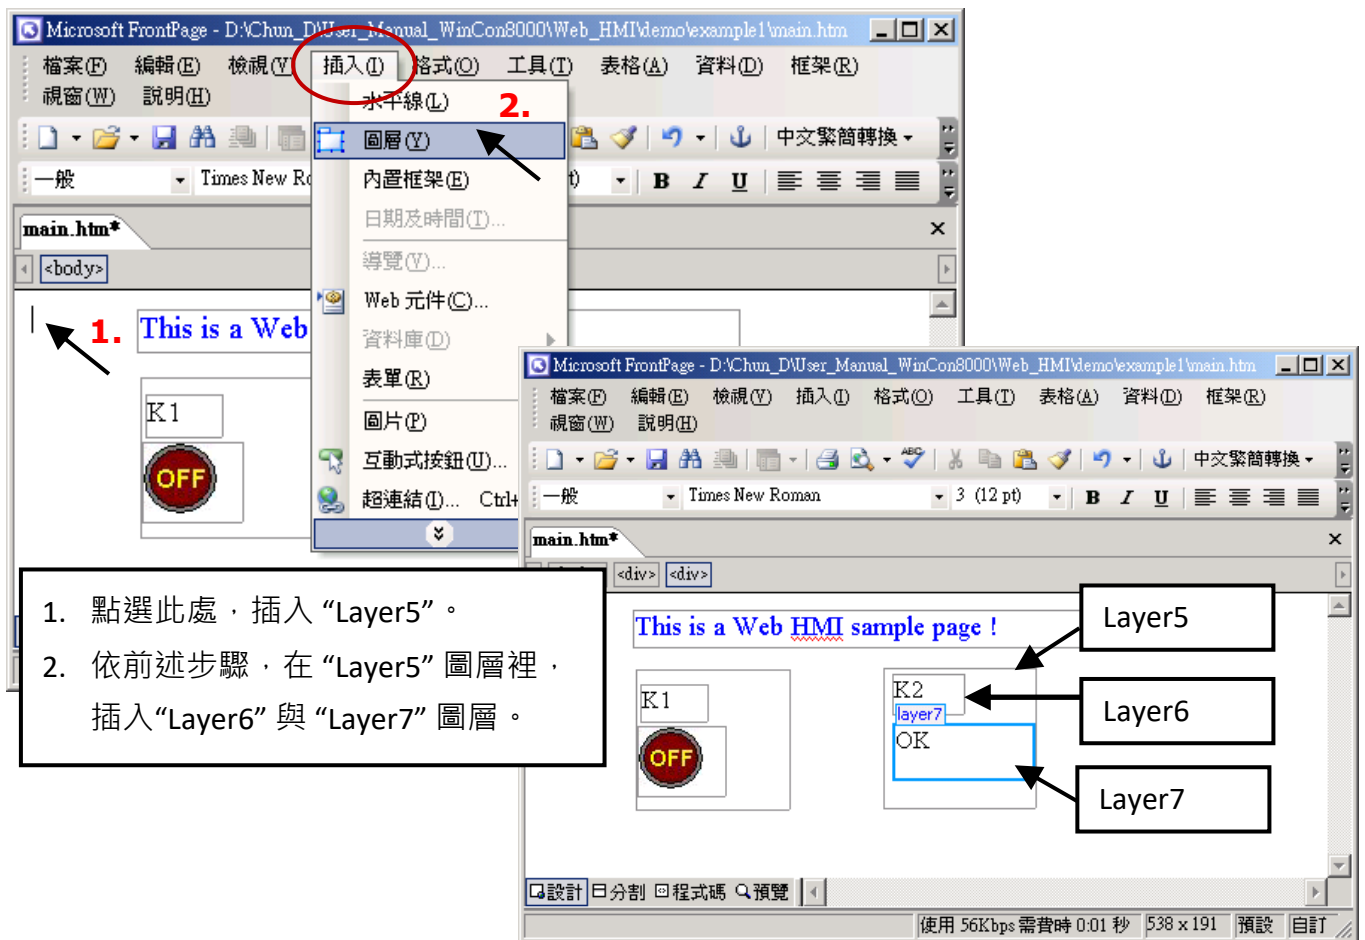 Microsoft FrontPage - D:\Chun_D\User_Manual_WinCon8000\Web_HMI\demo\example1\main.htm
檔案(F) 編輯(E) 檢視(V) 插入(I) 格式(O) 工具(T) 表格(A) 資料(D) 框架(R)
視窗(W) 說明(H)
中文繁簡轉換
一般 Times New Ro B I U
main.htm*
<body>
水平線(L)
2.
圖層(Y)
內置框架(E)
日期及時間(T)...
導覽(V)...
Web 元件(C)...
資料庫(D)
表單(R)
圖片(P)
互動式按鈕(U)...
超連結(I)... Ctrl+
1.
This is a Web
K1
OFF
Microsoft FrontPage - D:\Chun_D\User_Manual_WinCon8000\Web_HMI\demo\example1\main.htm
檔案(F) 編輯(E) 檢視(V) 插入(I) 格式(O) 工具(T) 表格(A) 資料(D) 框架(R)
視窗(W) 說明(H)
ABC 中文繁簡轉換
一般 Times New Roman 3 (12 pt) B I U
main.htm*
<div> <div>
This is a Web HMI sample page !
K1
OFF
K2
layer7
OK
Layer5
Layer6
Layer7
設計 分割 程式碼 預覽
使用 56Kbps 需費時 0:01 秒 538 x 191 預設 自訂
1. 點選此處，插入 “Layer5”。
2. 依前述步驟，在 “Layer5” 圖層裡，
插入“Layer6” 與 “Layer7” 圖層。